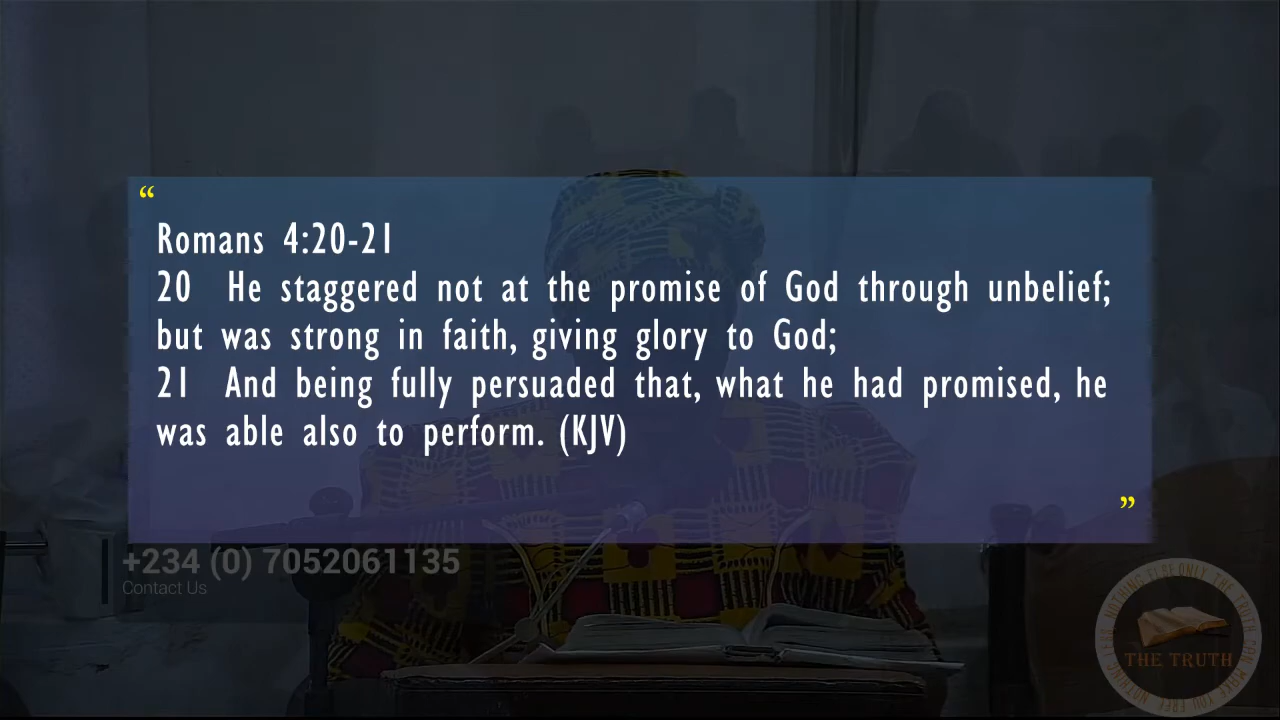 “
Romans 4:20-21
20 He staggered not at the promise of God through unbelief;
but was strong in faith, giving glory to God;
21 And being fully persuaded that, what he had promised, he
was able also to perform. (KJV)
”
+234 (0) 7052061135
Contact Us
THE TRUTH